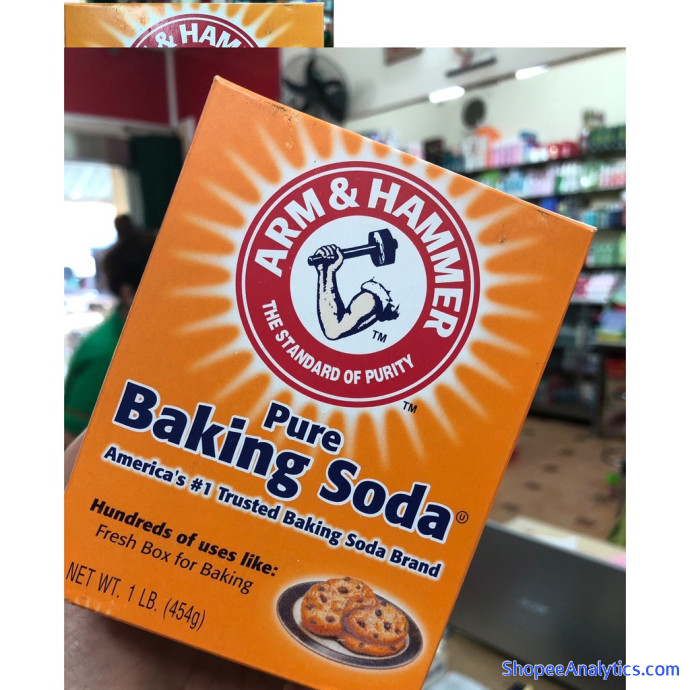 & HAM
ARM & HAMMER
THE STANDARD OF PURITY
TM
TM
Pure
Baking Soda
America's #1 Trusted Baking Soda Brand
Hundreds of uses like:
Fresh Box for Baking
NET WT. 1 LB. (454g)
ShopeeAnalytics.com